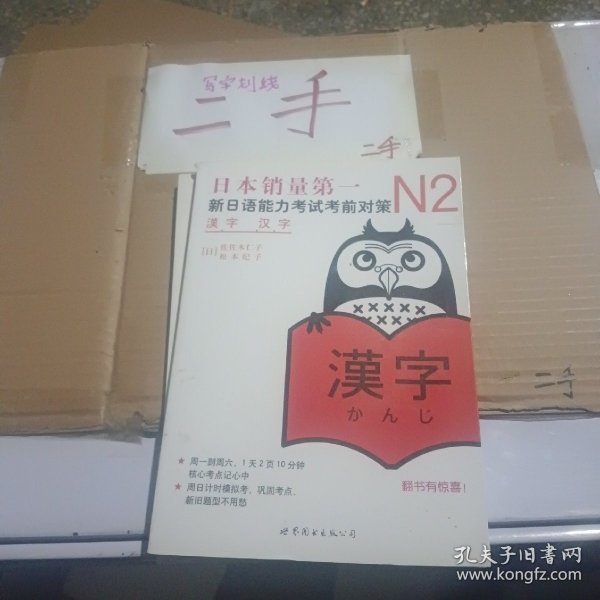 写字划线
二手
二手
日本销量第一
新日语能力考试考前对策 N2
漢字 汉字
[日] 佐佐木仁子
松本纪子
漢字
かんじ
二手
★ 周一到周六，1天2页10分钟
核心考点记心中
★ 周日计时模拟考，巩固考点，
新旧题型不用愁
翻书有惊喜！
世界图书出版公司
孔夫子旧书网
www.kongfz.com